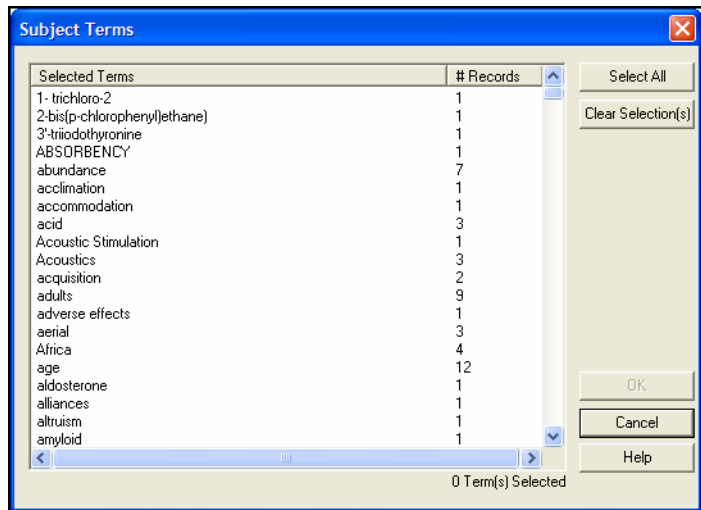 Subject Terms
Selected Terms # Records
1- trichloro-2 1
2-bis(p-chlorophenyl)ethane) 1
3'-triiodothyronine 1
ABSORBENCY 1
abundance 7
acclimation 1
accommodation 1
acid 3
Acoustic Stimulation 1
Acoustics 3
acquisition 2
adults 9
adverse effects 1
aerial 3
Africa 4
age 12
aldosterone 1
alliances 1
altruism 1
amyloid 1
0 Term(s) Selected
Select All
Clear Selection(s)
OK
Cancel
Help